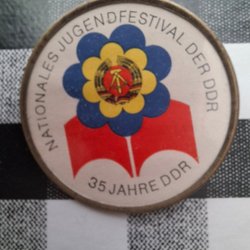 NATIONALES JUGENDFESTIVAL DER DDR
35 JAHRE DDR